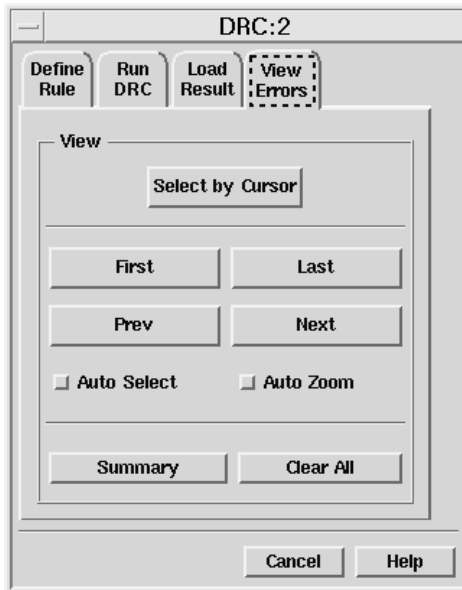 DRC:2
Define Rule
Run DRC
Load Result
View Errors
View
Select by Cursor
First
Last
Prev
Next
Auto Select
Auto Zoom
Summary
Clear All
Cancel
Help